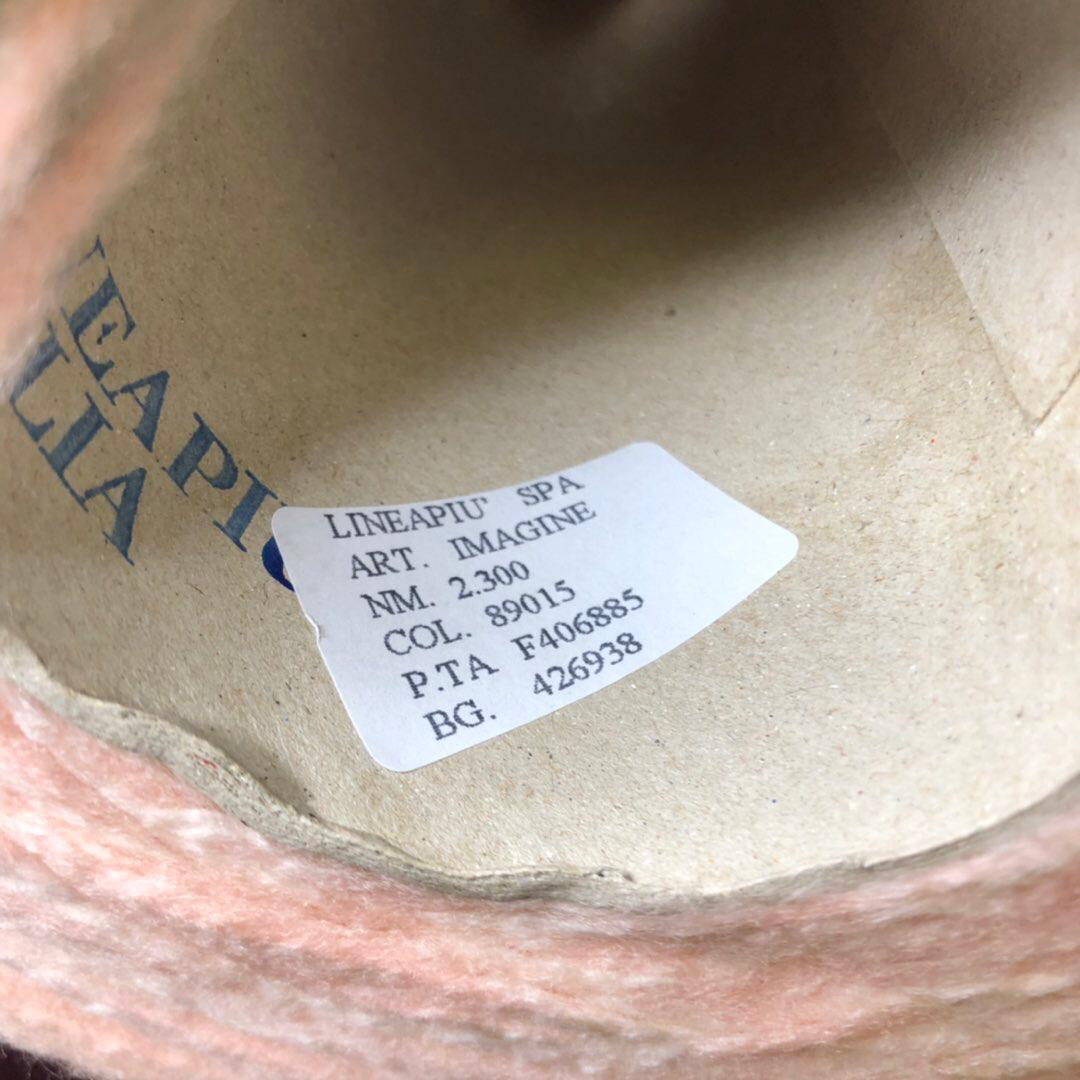 LINEAPIU' SPA
ART. IMAGINE
NM. 2.300
COL. 89015
P.TA F406885
BG. 426938